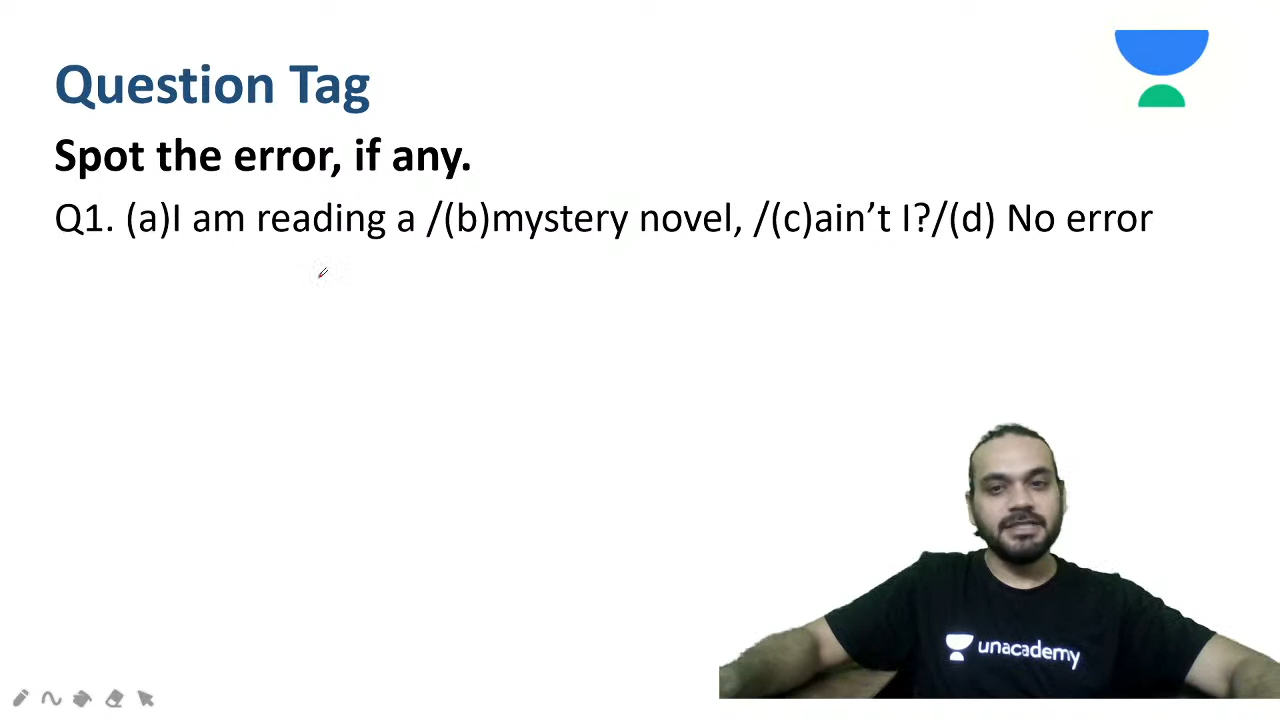 Question Tag
Spot the error, if any.
Q1. (a)I am reading a /(b)mystery novel, /(c)ain’t I?/(d) No error
unacademy